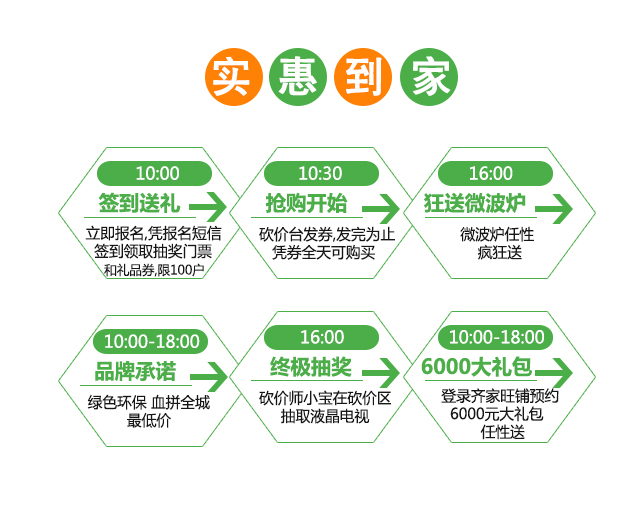 实惠到家
10:00
签到送礼
立即报名,凭报名短信
签到领取抽奖门票
和礼品券,限100户
10:30
抢购开始
砍价台发券,发完为止
凭券全天可购买
16:00
狂送微波炉
微波炉任性
疯狂送
10:00-18:00
品牌承诺
绿色环保 血拼全城
最低价
16:00
终极抽奖
砍价师小宝在砍价区
抽取液晶电视
10:00-18:00
6000大礼包
登录齐家旺铺预约
6000元大礼包
任性送